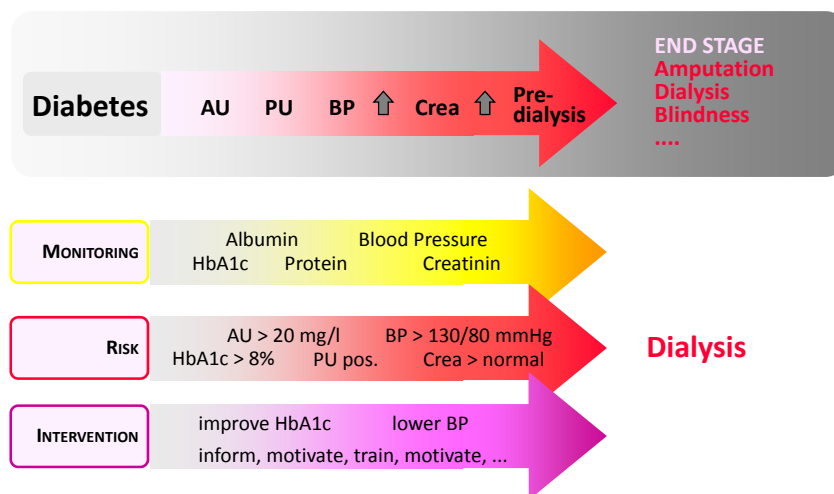 END STAGE
Amputation
Dialysis
Blindness
....
Diabetes AU PU BP Crea Pre-
dialysis
MONITORING
Albumin Blood Pressure
HbA1c Protein Creatinin
RISK
AU > 20 mg/l BP > 130/80 mmHg
HbA1c > 8% PU pos. Crea > normal
Dialysis
INTERVENTION
improve HbA1c lower BP
inform, motivate, train, motivate, ...